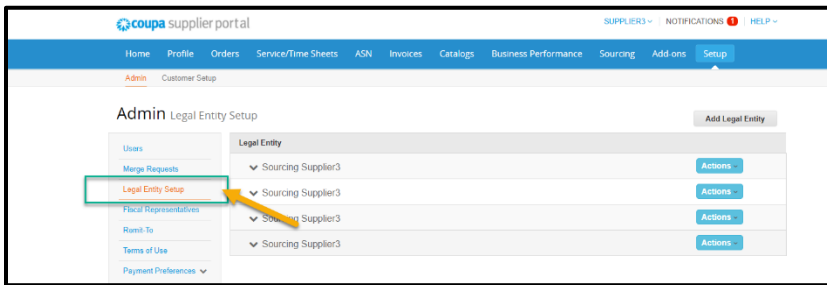 coupa supplier portal
SUPPLIER3 NOTIFICATIONS 1 HELP
Home Profile Orders Service/Time Sheets ASN Invoices Catalogs Business Performance Sourcing Add-ons Setup
Admin Customer Setup
Admin Legal Entity Setup
Add Legal Entity
Users
Merge Requests
Legal Entity Setup
Fiscal Representatives
Remit-To
Terms of Use
Payment Preferences
Legal Entity
Sourcing Supplier3 Actions
Sourcing Supplier3 Actions
Sourcing Supplier3 Actions
Sourcing Supplier3 Actions